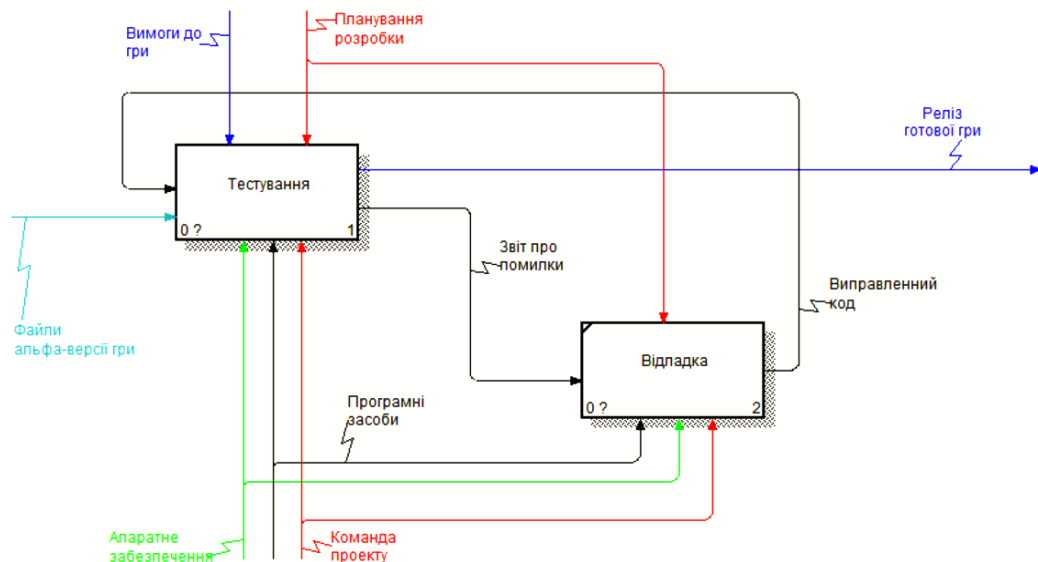 Вимоги до
гри
Планування
розробки
Реліз
готової гри
Тестування
0 ?
1
Звіт про
помилки
Виправленний
код
Файли
альфа-версії гри
Відладка
0 ?
2
Програмні
засоби
Апаратне
забезпечення
Команда
проекту